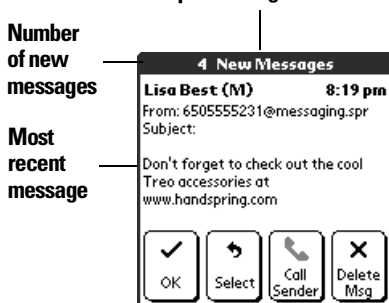 Number
of new
messages
Most
recent
message
4 New Messages
Lisa Best (M) 8:19 pm
From: 6505555231@messaging.spr
Subject:
Don't forget to check out the cool
Treo accessories at
www.handspring.com
OK
Select
Call
Sender
Delete
Msg